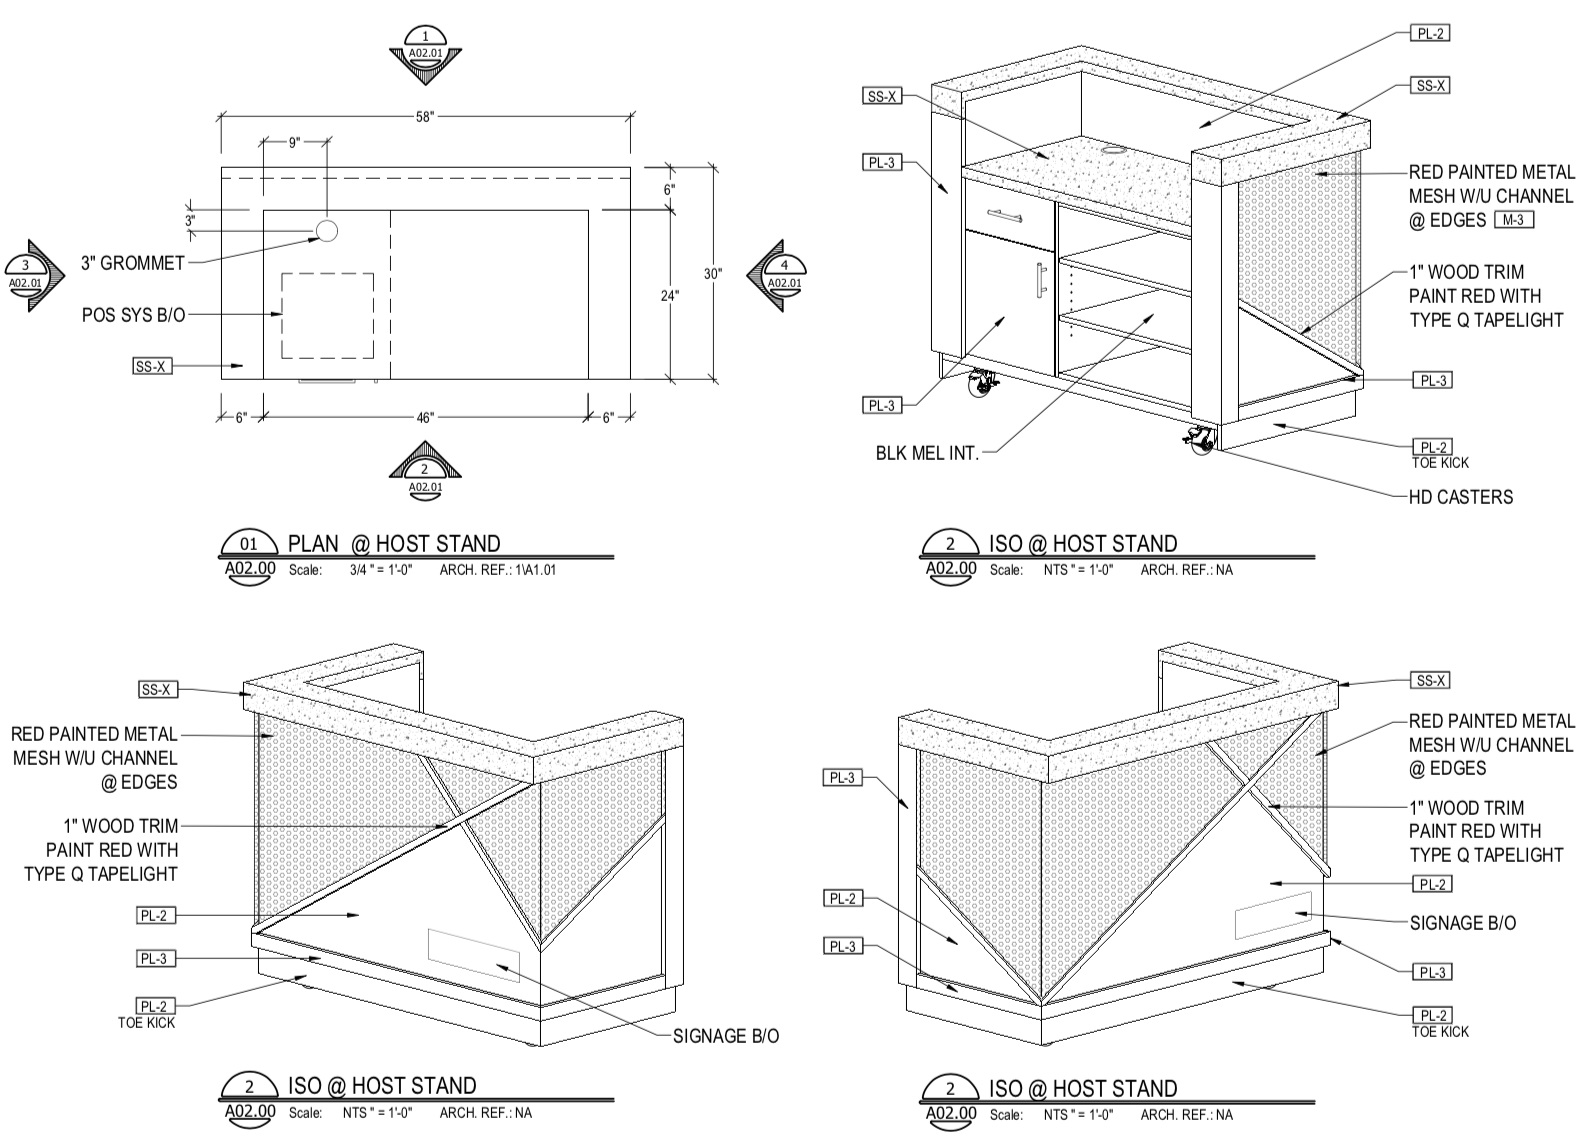 1
A02.01
58"
9"
6"
3"
3
A02.01
3" GROMMET
POS SYS B/O
SS-X
24"
30"
4
A02.01
6"
46"
6"
2
A02.01
01
PLAN @ HOST STAND
A02.00
Scale: 3/4 " = 1'-0" ARCH. REF.: 1\A1.01
PL-2
SS-X
SS-X
PL-3
RED PAINTED METAL
MESH W/U CHANNEL
@ EDGES M-3
1" WOOD TRIM
PAINT RED WITH
TYPE Q TAPELIGHT
PL-3
PL-3
BLK MEL INT.
PL-2
TOE KICK
HD CASTERS
2
ISO @ HOST STAND
A02.00
Scale: NTS " = 1'-0" ARCH. REF.: NA
SS-X
RED PAINTED METAL
MESH W/U CHANNEL
@ EDGES
1" WOOD TRIM
PAINT RED WITH
TYPE Q TAPELIGHT
PL-2
PL-3
PL-2
TOE KICK
SIGNAGE B/O
2
ISO @ HOST STAND
A02.00
Scale: NTS " = 1'-0" ARCH. REF.: NA
SS-X
RED PAINTED METAL
MESH W/U CHANNEL
@ EDGES
PL-3
1" WOOD TRIM
PAINT RED WITH
TYPE Q TAPELIGHT
PL-2
PL-2
SIGNAGE B/O
PL-3
PL-3
PL-2
TOE KICK
2
ISO @ HOST STAND
A02.00
Scale: NTS " = 1'-0" ARCH. REF.: NA